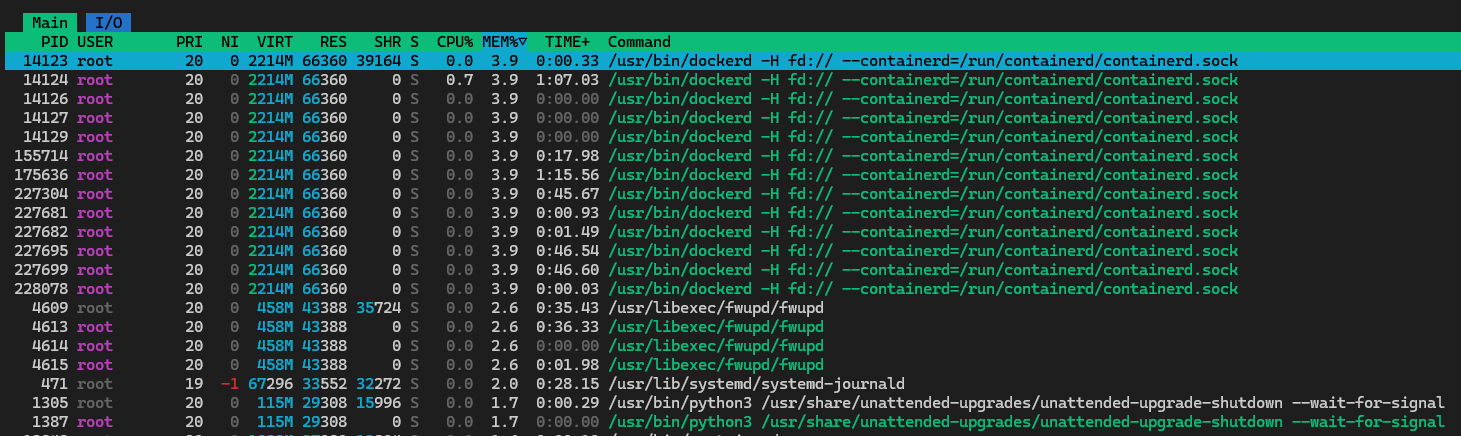 Main I/O
PID USER PRI NI VIRT RES SHR S CPU% MEM%▽ TIME+ Command
14123 root 20 0 2214M 66360 39164 S 0.0 3.9 0:00.33 /usr/bin/dockerd -H fd:// --containerd=/run/containerd/containerd.sock
14124 root 20 0 2214M 66360 0 S 0.7 3.9 1:07.03 /usr/bin/dockerd -H fd:// --containerd=/run/containerd/containerd.sock
14126 root 20 0 2214M 66360 0 S 0.0 3.9 0:00.00 /usr/bin/dockerd -H fd:// --containerd=/run/containerd/containerd.sock
14127 root 20 0 2214M 66360 0 S 0.0 3.9 0:00.00 /usr/bin/dockerd -H fd:// --containerd=/run/containerd/containerd.sock
14129 root 20 0 2214M 66360 0 S 0.0 3.9 0:00.00 /usr/bin/dockerd -H fd:// --containerd=/run/containerd/containerd.sock
155714 root 20 0 2214M 66360 0 S 0.0 3.9 0:17.98 /usr/bin/dockerd -H fd:// --containerd=/run/containerd/containerd.sock
175636 root 20 0 2214M 66360 0 S 0.0 3.9 1:15.56 /usr/bin/dockerd -H fd:// --containerd=/run/containerd/containerd.sock
227304 root 20 0 2214M 66360 0 S 0.0 3.9 0:45.67 /usr/bin/dockerd -H fd:// --containerd=/run/containerd/containerd.sock
227681 root 20 0 2214M 66360 0 S 0.0 3.9 0:00.93 /usr/bin/dockerd -H fd:// --containerd=/run/containerd/containerd.sock
227682 root 20 0 2214M 66360 0 S 0.0 3.9 0:01.49 /usr/bin/dockerd -H fd:// --containerd=/run/containerd/containerd.sock
227695 root 20 0 2214M 66360 0 S 0.0 3.9 0:46.54 /usr/bin/dockerd -H fd:// --containerd=/run/containerd/containerd.sock
227699 root 20 0 2214M 66360 0 S 0.0 3.9 0:46.60 /usr/bin/dockerd -H fd:// --containerd=/run/containerd/containerd.sock
228078 root 20 0 2214M 66360 0 S 0.0 3.9 0:00.03 /usr/bin/dockerd -H fd:// --containerd=/run/containerd/containerd.sock
4609 root 20 0 458M 43388 35724 S 0.0 2.6 0:35.43 /usr/libexec/fwupd/fwupd
4613 root 20 0 458M 43388 0 S 0.0 2.6 0:36.33 /usr/libexec/fwupd/fwupd
4614 root 20 0 458M 43388 0 S 0.0 2.6 0:00.00 /usr/libexec/fwupd/fwupd
4615 root 20 0 458M 43388 0 S 0.0 2.6 0:01.98 /usr/libexec/fwupd/fwupd
471 root 19 -1 67296 33552 32272 S 0.0 2.0 0:28.15 /usr/lib/systemd/systemd-journald
1305 root 20 0 115M 29308 15996 S 0.0 1.7 0:00.29 /usr/bin/python3 /usr/share/unattended-upgrades/unattended-upgrade-shutdown --wait-for-signal
1387 root 20 0 115M 29308 0 S 0.0 1.7 0:00.00 /usr/bin/python3 /usr/share/unattended-upgrades/unattended-upgrade-shutdown --wait-for-signal